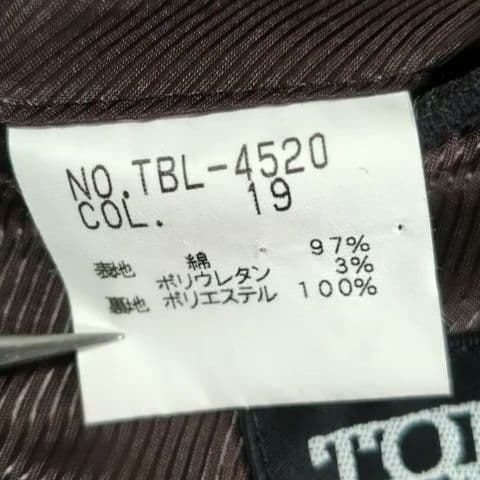 NO.TBL-4520
COL. 19
表地 綿 97%
ポリウレタン 3%
裏地 ポリエステル 100%